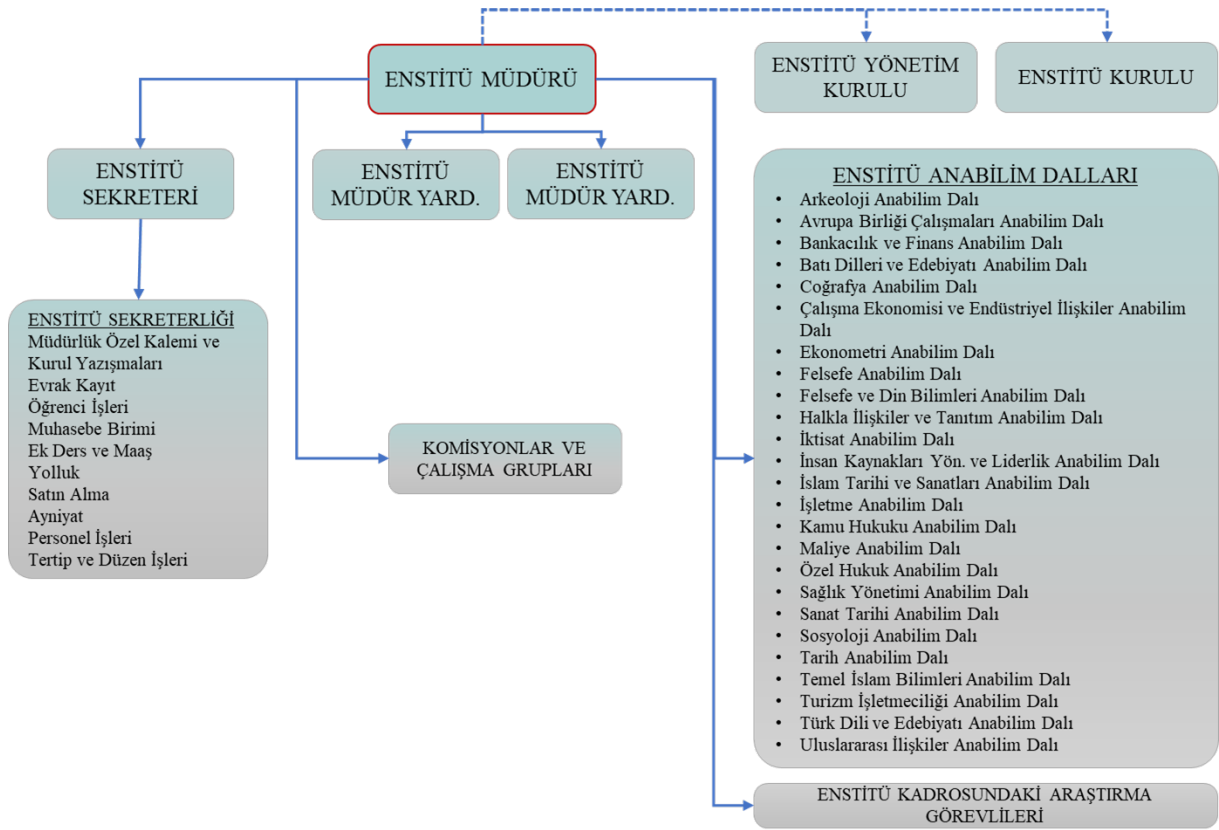 ENSTİTÜ MÜDÜRÜ
ENSTİTÜ YÖNETİM
KURULU
ENSTİTÜ KURULU
ENSTİTÜ
SEKRETERİ
ENSTİTÜ
MÜDÜR YARD.
ENSTİTÜ
MÜDÜR YARD.
ENSTİTÜ SEKRETERLİĞİ
Müdürlük Özel Kalemi ve
Kurul Yazışmaları
Evrak Kayıt
Öğrenci İşleri
Muhasebe Birimi
Ek Ders ve Maaş
Yolluk
Satın Alma
Ayniyat
Personel İşleri
Tertip ve Düzen İşleri
KOMİSYONLAR VE
ÇALIŞMA GRUPLARI
ENSTİTÜ ANABİLİM DALLARI
• Arkeoloji Anabilim Dalı
• Avrupa Birliği Çalışmaları Anabilim Dalı
• Bankacılık ve Finans Anabilim Dalı
• Batı Dilleri ve Edebiyatı Anabilim Dalı
• Coğrafya Anabilim Dalı
• Çalışma Ekonomisi ve Endüstriyel İlişkiler Anabilim
Dalı
• Ekonometri Anabilim Dalı
• Felsefe Anabilim Dalı
• Felsefe ve Din Bilimleri Anabilim Dalı
• Halkla İlişkiler ve Tanıtım Anabilim Dalı
• İktisat Anabilim Dalı
• İnsan Kaynakları Yön. ve Liderlik Anabilim Dalı
• İslam Tarihi ve Sanatları Anabilim Dalı
• İşletme Anabilim Dalı
• Kamu Hukuku Anabilim Dalı
• Maliye Anabilim Dalı
• Özel Hukuk Anabilim Dalı
• Sağlık Yönetimi Anabilim Dalı
• Sanat Tarihi Anabilim Dalı
• Sosyoloji Anabilim Dalı
• Tarih Anabilim Dalı
• Temel İslam Bilimleri Anabilim Dalı
• Turizm İşletmeciliği Anabilim Dalı
• Türk Dili ve Edebiyatı Anabilim Dalı
• Uluslararası İlişkiler Anabilim Dalı
ENSTİTÜ KADROSUNDAKİ ARAŞTIRMA
GÖREVLİLERİ